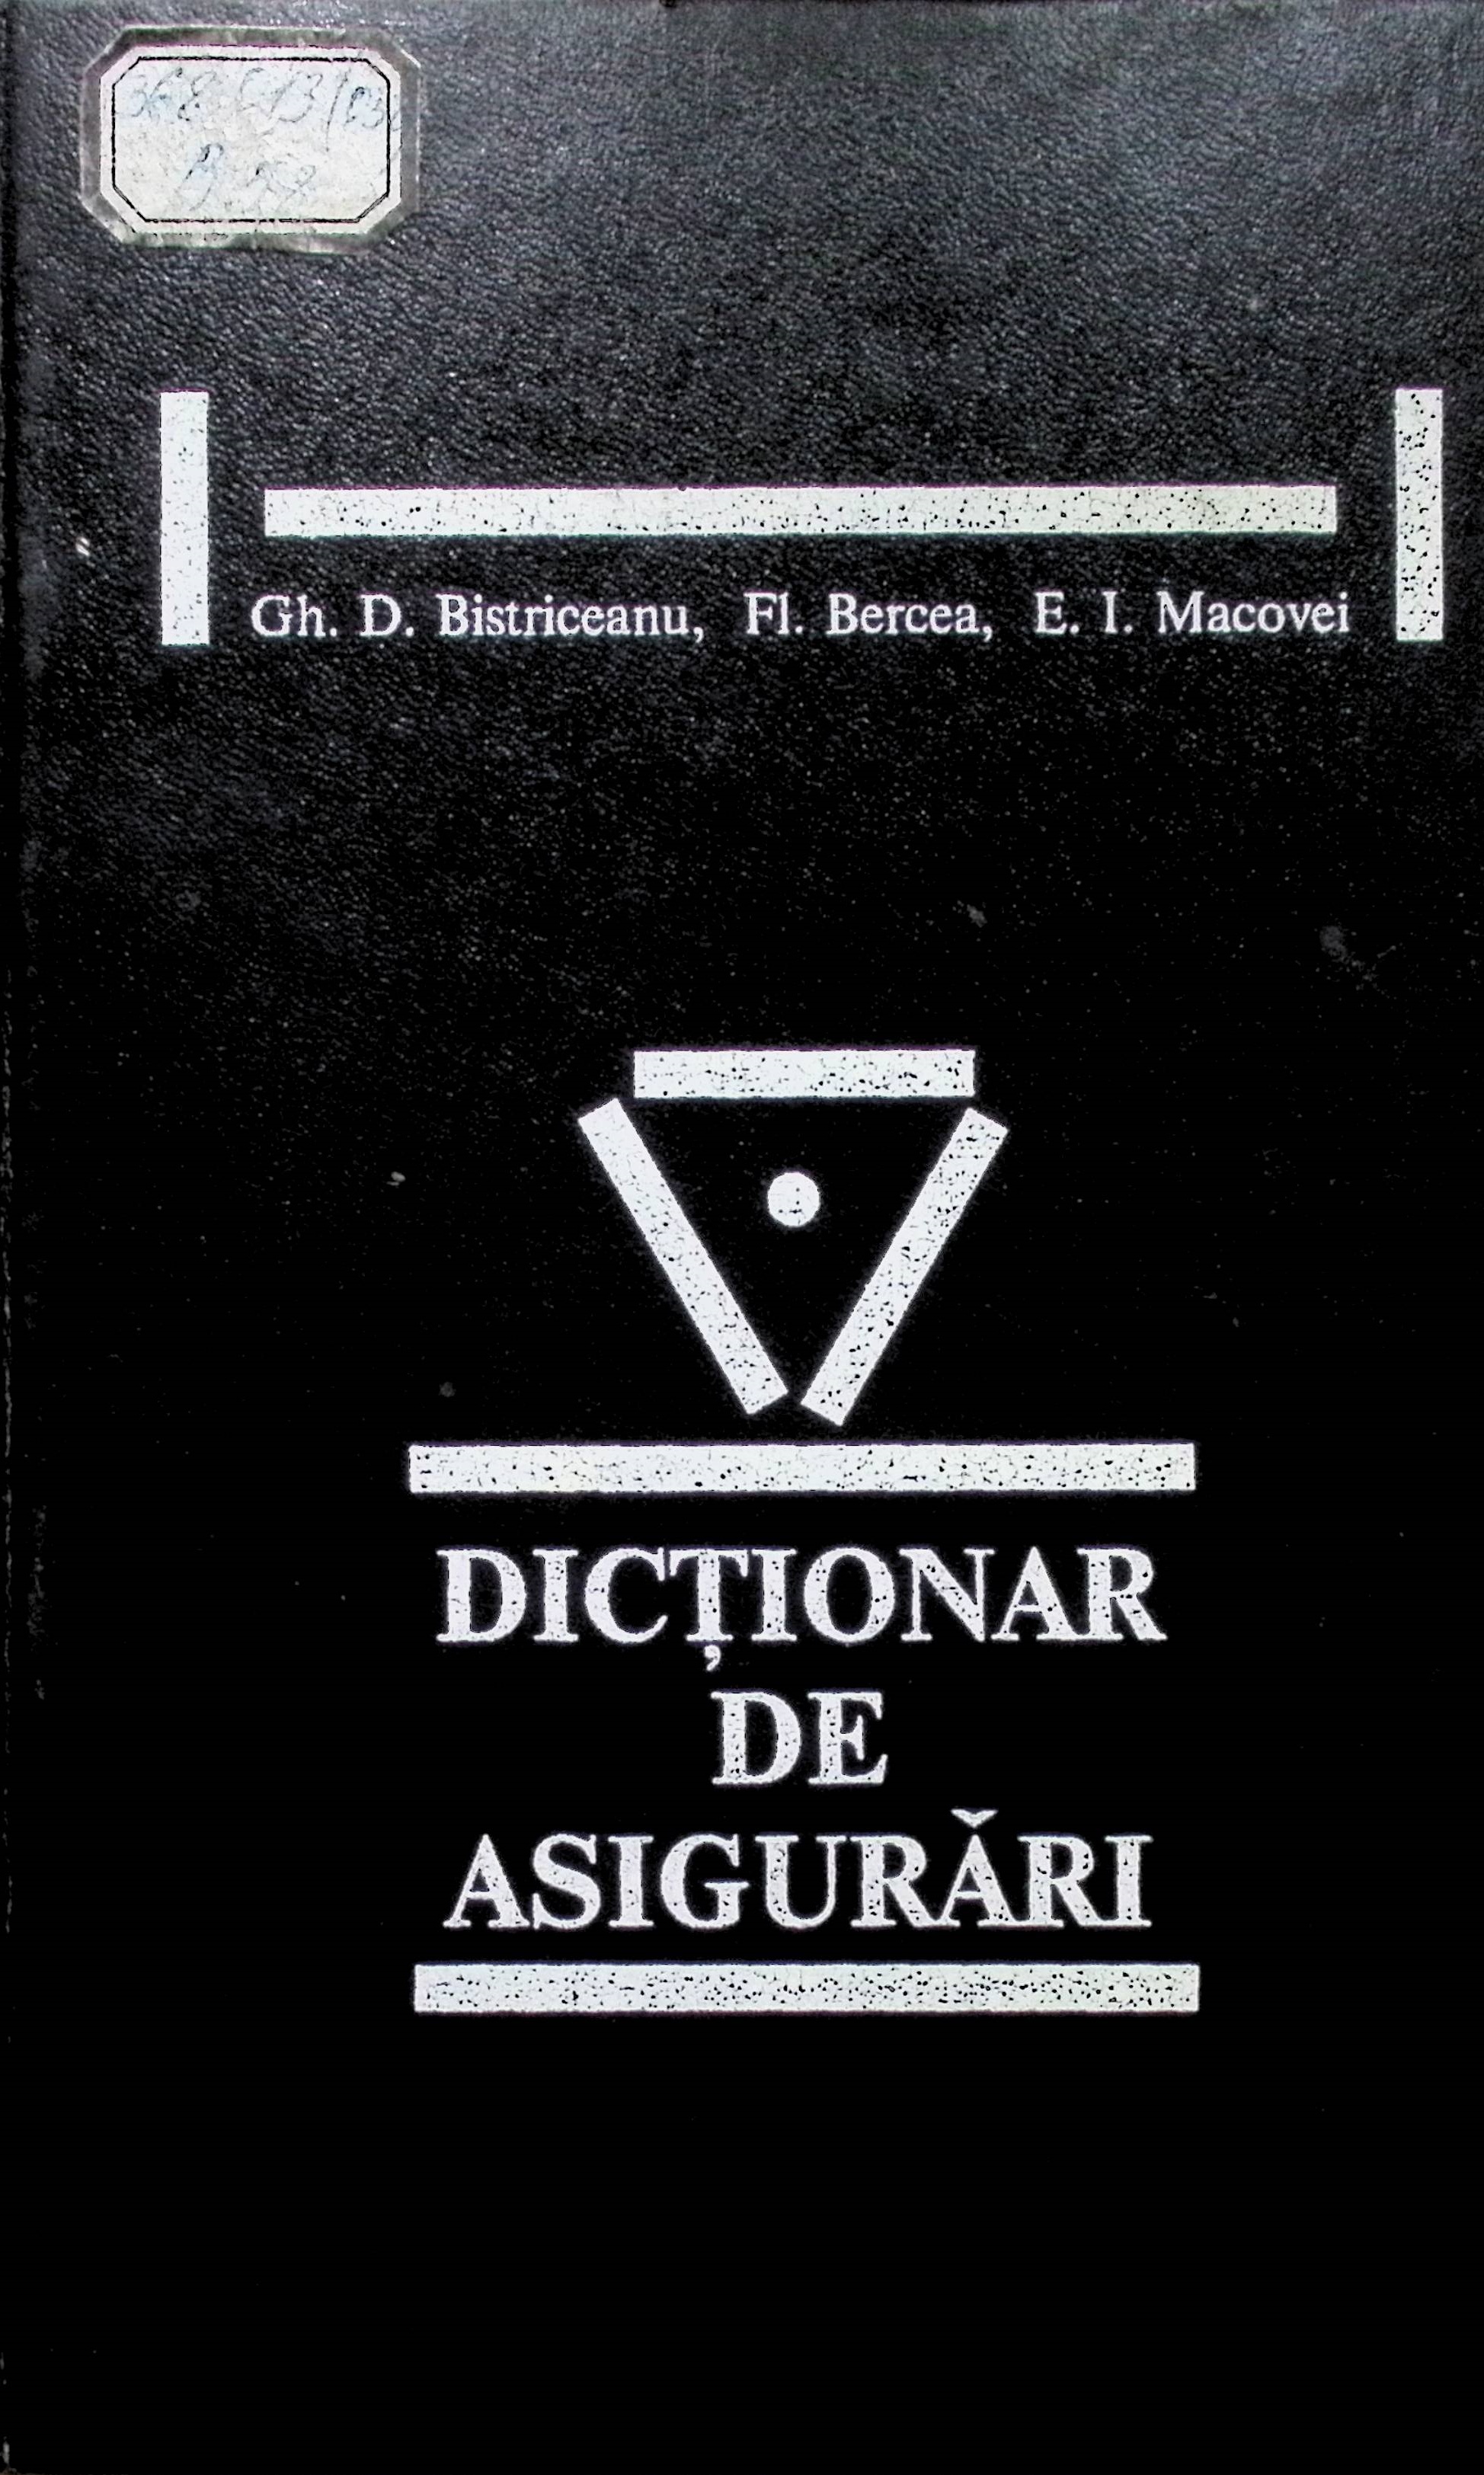 Gh. D. Bistriceanu, Fl. Bercea, E. I. Macovei
DICȚIONAR
DE
ASIGURĂRI